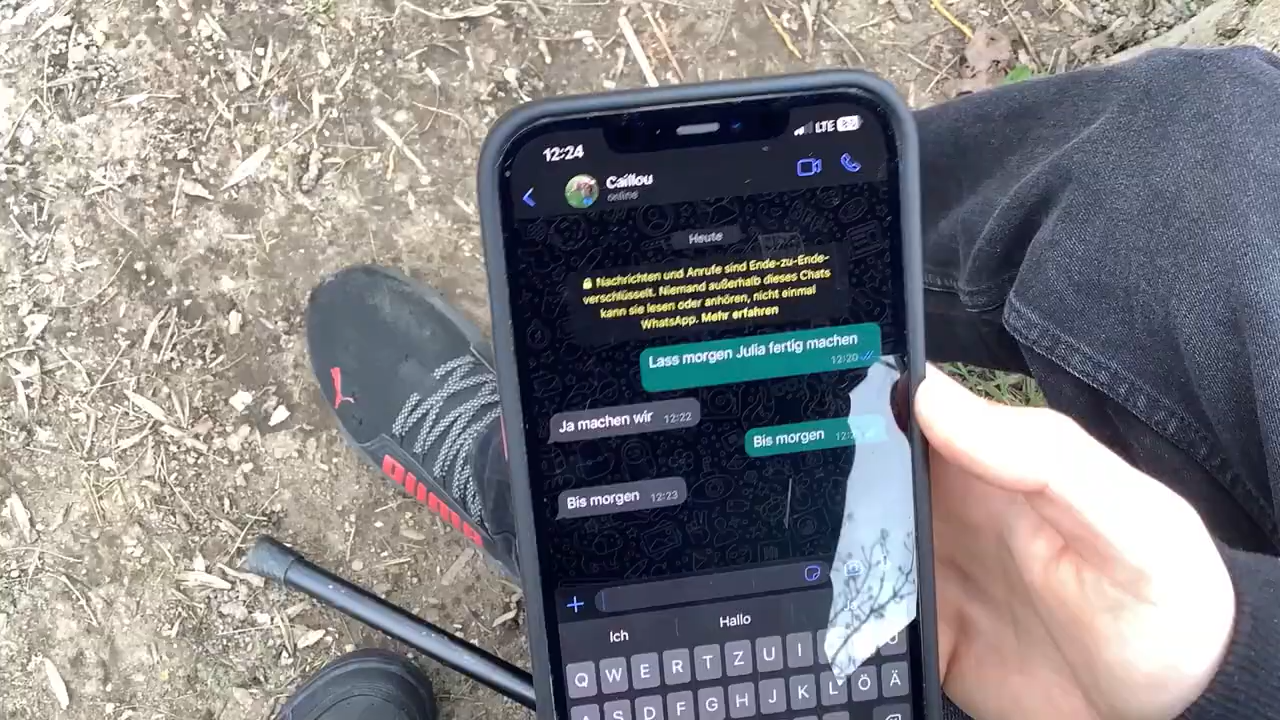 12:24
LTE
Caillou
online
Heute
Nachrichten und Anrufe sind Ende-zu-Ende-
verschlüsselt. Niemand außerhalb dieses Chats
kann sie lesen oder anhören, nicht einmal
WhatsApp. Mehr erfahren
Lass morgen Julia fertig machen
12:20
Ja machen wir 12:22
Bis morgen
Bis morgen 12:23
Ich Hallo
Q W E R T Z U I
A S D F G H J K L Ö Ä
PUMA